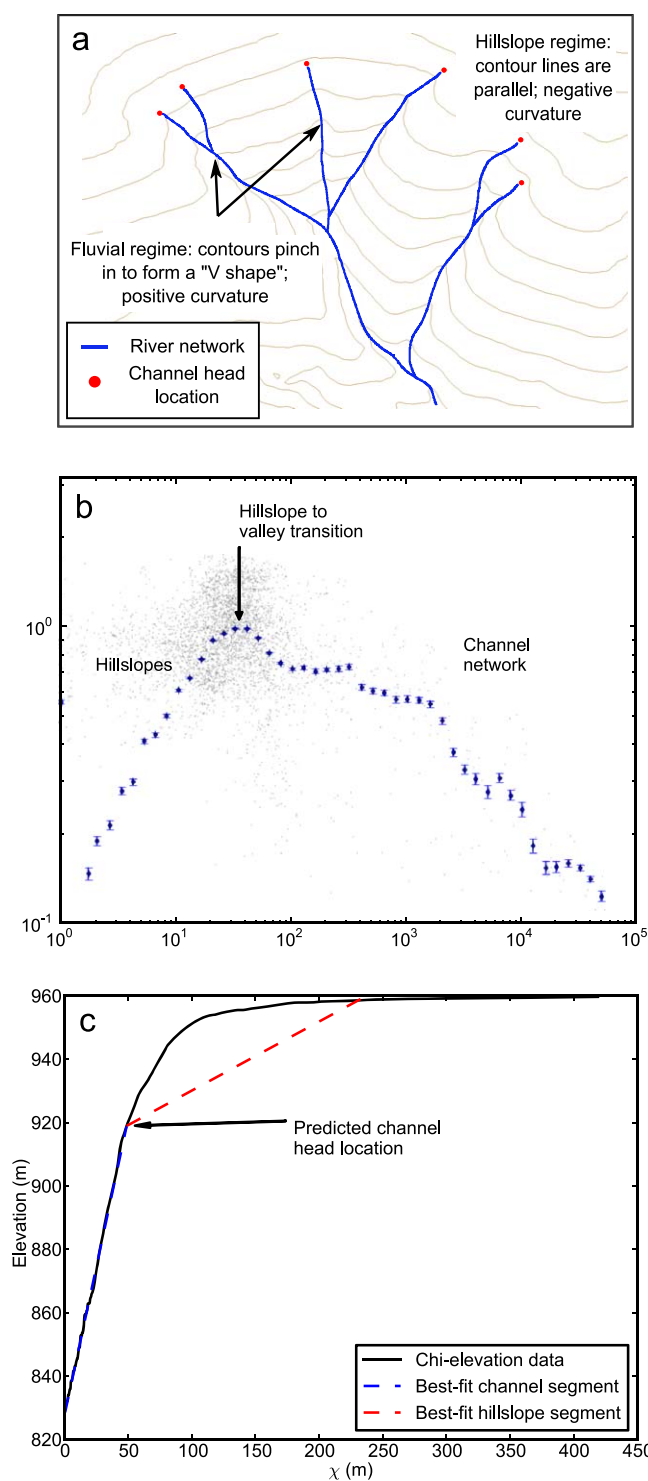 a
Hillslope regime:
contour lines are
parallel; negative
curvature
Fluvial regime: contours pinch
in to form a "V shape";
positive curvature
River network
Channel head
location
b
Hillslope to
valley transition
Hillslopes
Channel
network
10⁰
10⁻¹
10⁰ 10¹ 10² 10³ 10⁴ 10⁵
c
960
940
920
900
880
860
840
820
Elevation (m)
Predicted channel
head location
Chi-elevation data
Best-fit channel segment
Best-fit hillslope segment
0 50 100 150 200 250 300 350 400 450
χ (m)